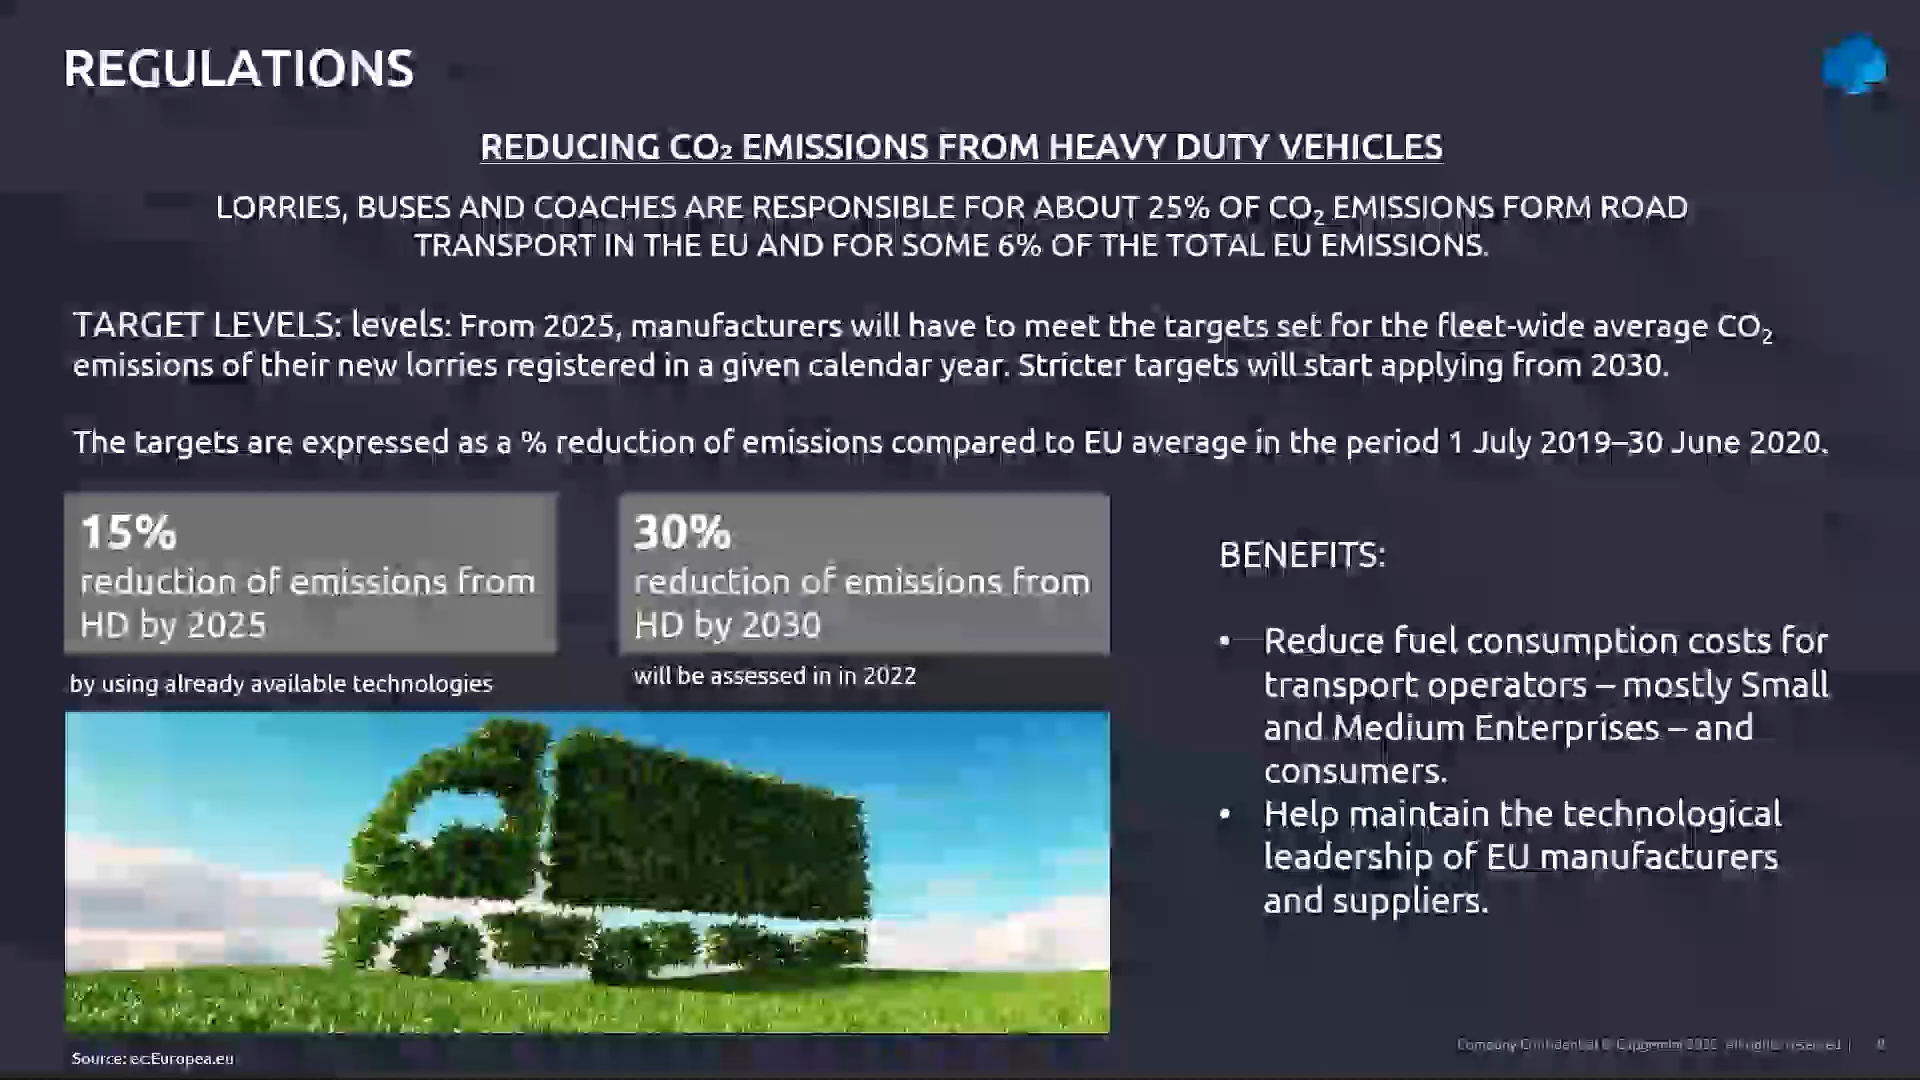 REGULATIONS
REDUCING CO₂ EMISSIONS FROM HEAVY DUTY VEHICLES
LORRIES, BUSES AND COACHES ARE RESPONSIBLE FOR ABOUT 25% OF CO₂ EMISSIONS FORM ROAD
TRANSPORT IN THE EU AND FOR SOME 6% OF THE TOTAL EU EMISSIONS.
TARGET LEVELS: levels: From 2025, manufacturers will have to meet the targets set for the fleet-wide average CO₂
emissions of their new lorries registered in a given calendar year. Stricter targets will start applying from 2030.
The targets are expressed as a % reduction of emissions compared to EU average in the period 1 July 2019–30 June 2020.
15%
reduction of emissions from
HD by 2025
by using already available technologies
30%
reduction of emissions from
HD by 2030
will be assessed in in 2022
BENEFITS:
• Reduce fuel consumption costs for
transport operators – mostly Small
and Medium Enterprises – and
consumers.
• Help maintain the technological
leadership of EU manufacturers
and suppliers.
Source: ec.Europea.eu
Company Confidential © Capgemini All rights reserved |